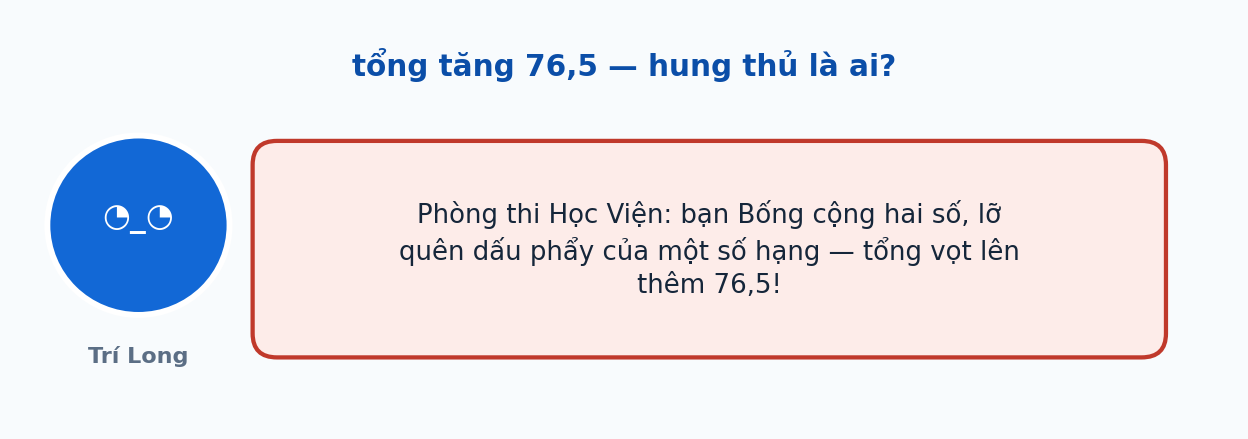 tổng tăng 76,5 — hung thủ là ai?
◔_◔
Phòng thi Học Viện: bạn Bống cộng hai số, lỡ
quên dấu phẩy của một số hạng — tổng vọt lên
thêm 76,5!
Trí Long